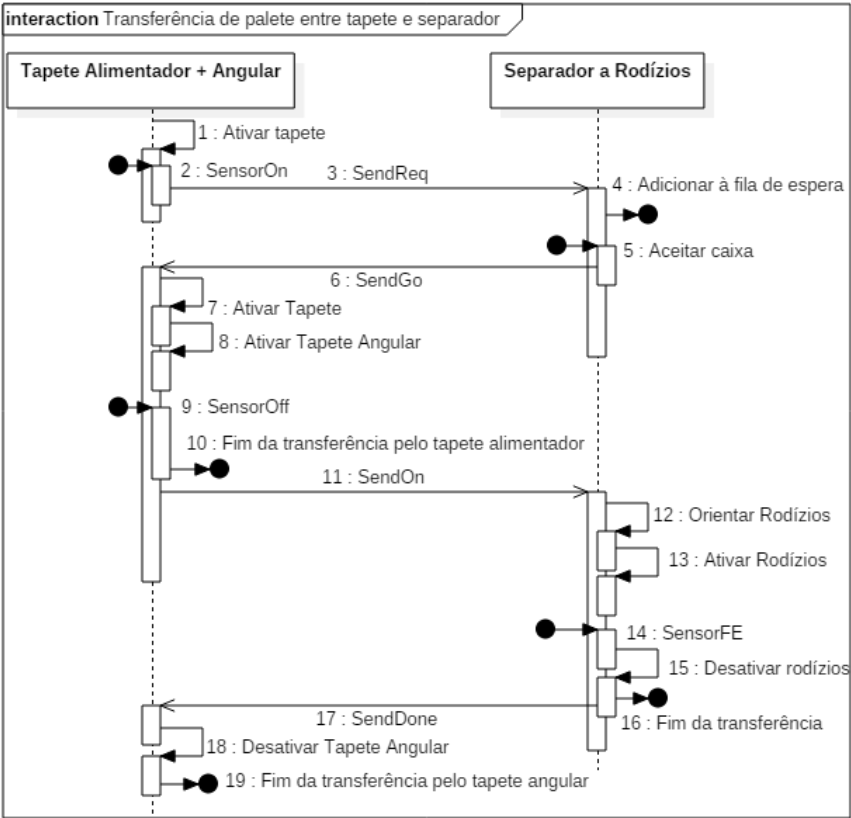 interaction Transferência de palete entre tapete e separador
Tapete Alimentador + Angular
Separador a Rodízios
1 : Ativar tapete
2 : SensorOn
3 : SendReq
4 : Adicionar à fila de espera
5 : Aceitar caixa
6 : SendGo
7 : Ativar Tapete
8 : Ativar Tapete Angular
9 : SensorOff
10 : Fim da transferência pelo tapete alimentador
11 : SendOn
12 : Orientar Rodízios
13 : Ativar Rodízios
14 : SensorFE
15 : Desativar rodízios
16 : Fim da transferência
17 : SendDone
18 : Desativar Tapete Angular
19 : Fim da transferência pelo tapete angular